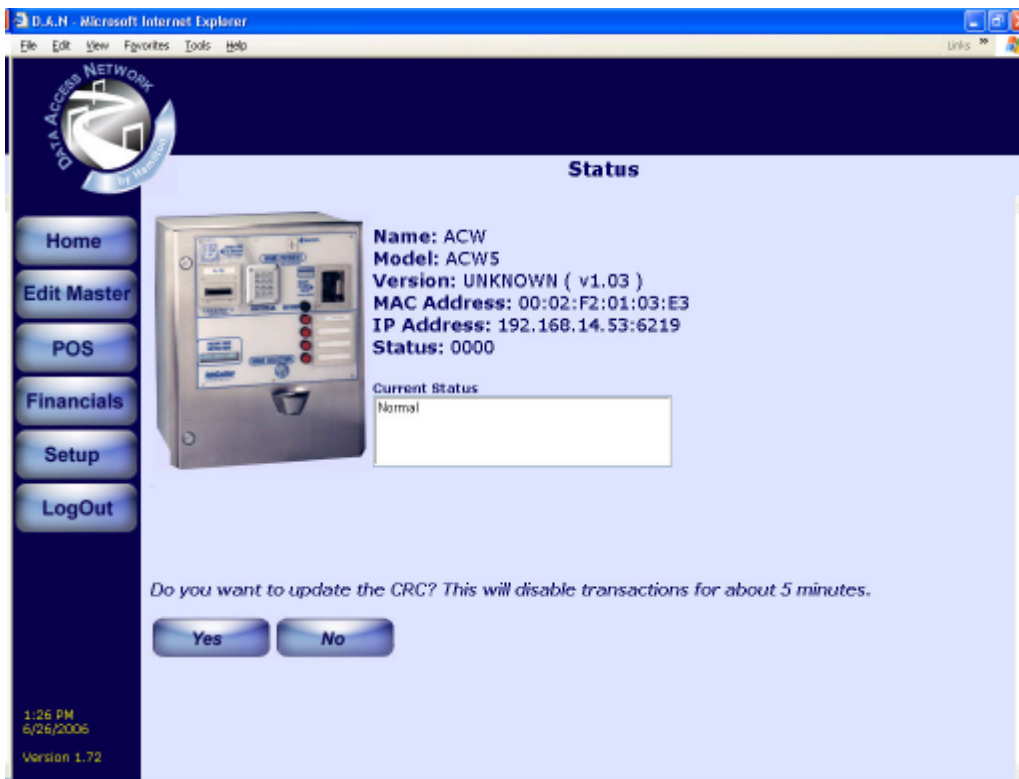 D.A.N - Microsoft Internet Explorer
File Edit View Favorites Tools Help
Links »
DATA ACCESS NETWORK
by Hamilton
Status
Home
Edit Master
POS
Financials
Setup
LogOut
Name: ACW
Model: ACW5
Version: UNKNOWN ( v1.03 )
MAC Address: 00:02:F2:01:03:E3
IP Address: 192.168.14.53:6219
Status: 0000
Current Status
Normal
Do you want to update the CRC? This will disable transactions for about 5 minutes.
Yes No
1:26 PM
6/26/2006
Version 1.72